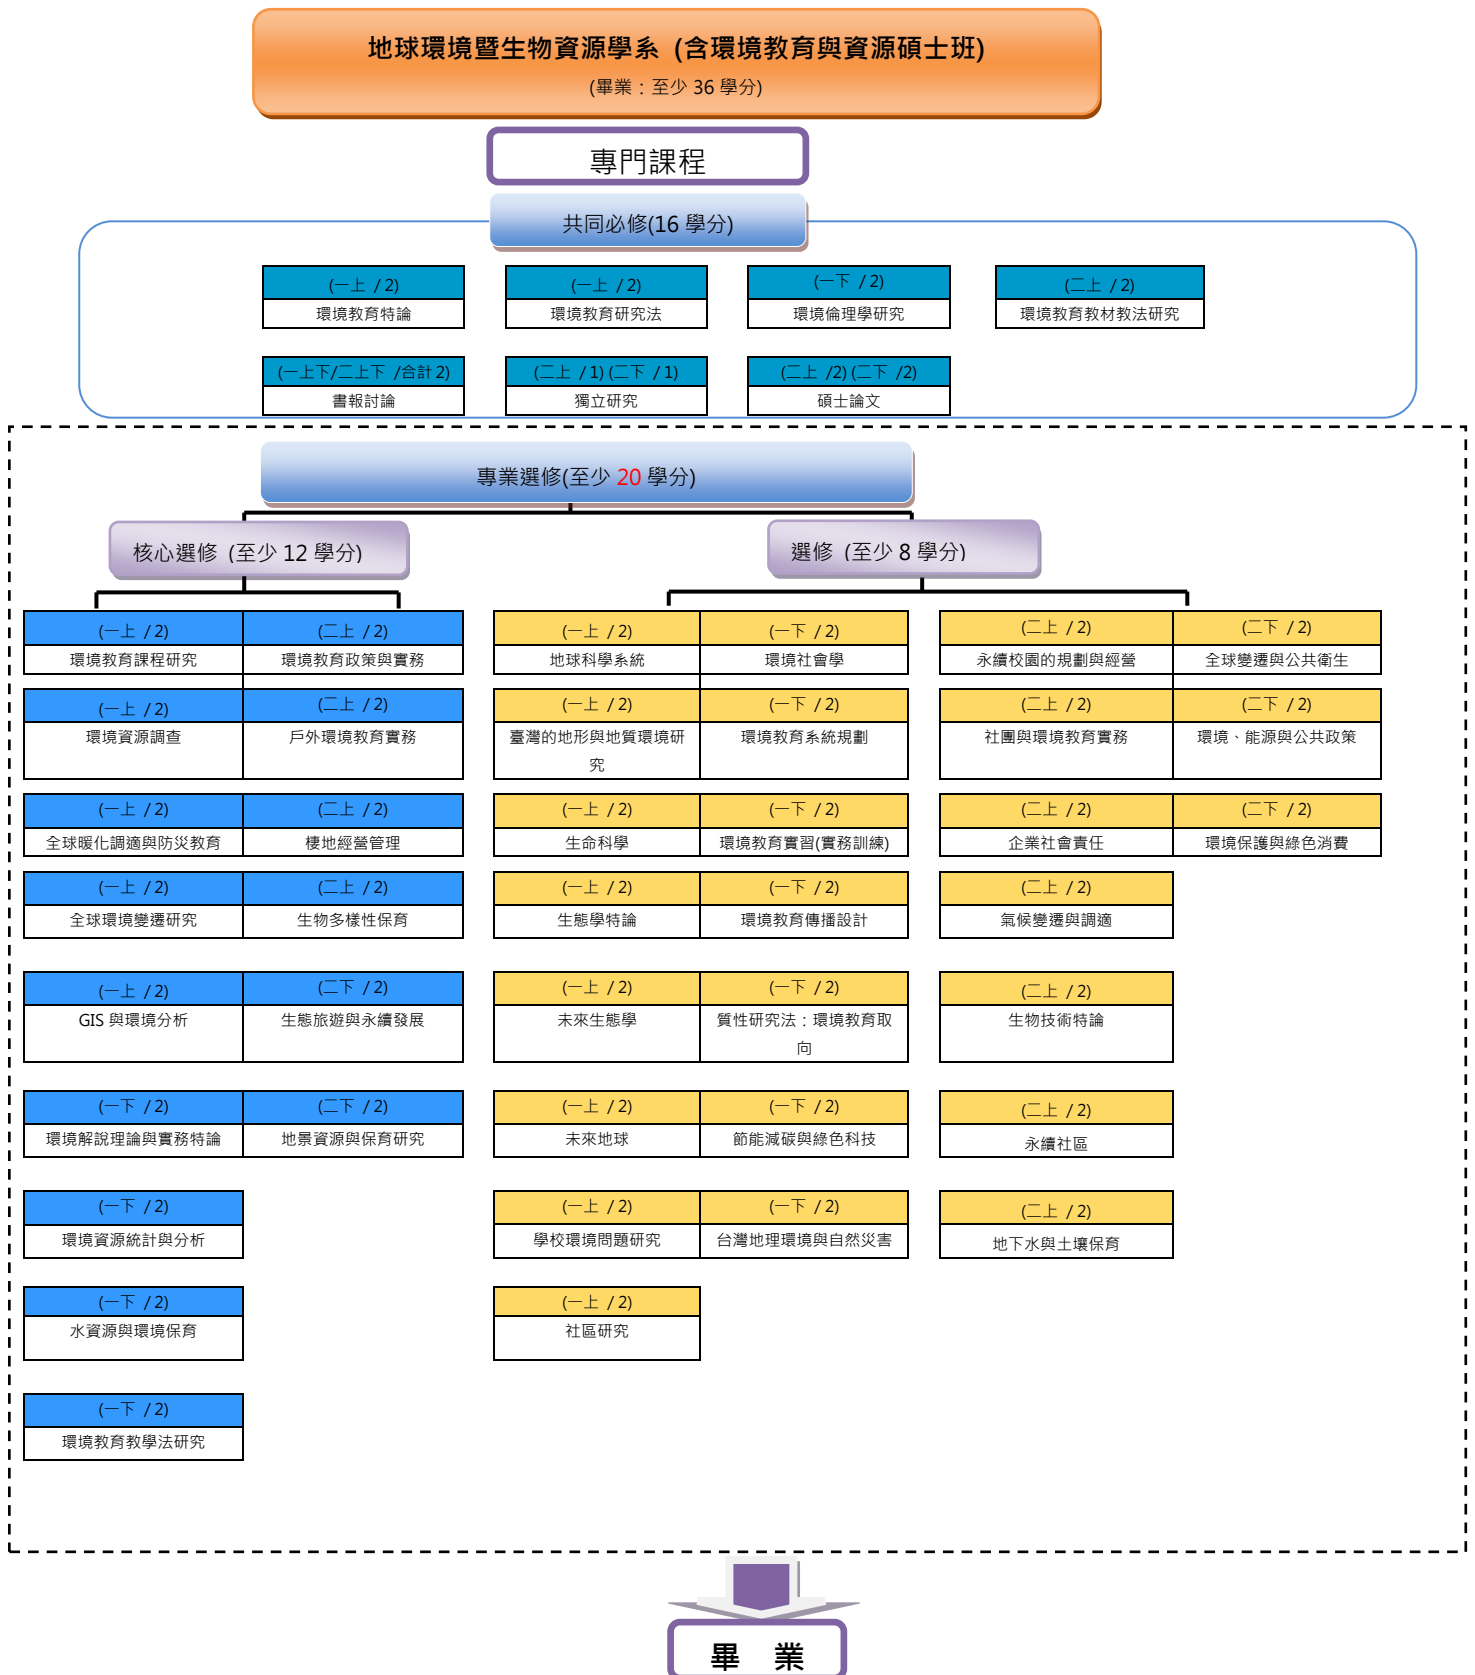 地球環境暨生物資源學系 (含環境教育與資源碩士班)
(畢業：至少 36 學分)
專門課程
共同必修(16 學分)
(一上 / 2) (一上 / 2) (一下 / 2) (二上 / 2)
環境教育特論 環境教育研究法 環境倫理學研究 環境教育教材教法研究
(一上下/二上下 /合計 2) (二上 / 1) (二下 / 1) (二上 /2) (二下 /2)
書報討論 獨立研究 碩士論文
專業選修(至少 20 學分)
核心選修 (至少 12 學分) 選修 (至少 8 學分)
(一上 / 2) (二上 / 2) (一上 / 2) (一下 / 2) (二上 / 2) (二下 / 2)
環境教育課程研究 環境教育政策與實務 地球科學系統 環境社會學 永續校園的規劃與經營 全球變遷與公共衛生
(一上 / 2) (二上 / 2) (一上 / 2) (一下 / 2) (二上 / 2) (二下 / 2)
環境資源調查 戶外環境教育實務 臺灣的地形與地質環境研 環境教育系統規劃 社團與環境教育實務 環境、能源與公共政策
究
(一上 / 2) (二上 / 2) (一上 / 2) (一下 / 2) (二上 / 2) (二下 / 2)
全球暖化調適與防災教育 棲地經營管理 生命科學 環境教育實習(實務訓練) 企業社會責任 環境保護與綠色消費
(一上 / 2) (二上 / 2) (一上 / 2) (一下 / 2) (二上 / 2)
全球環境變遷研究 生物多樣性保育 生態學特論 環境教育傳播設計 氣候變遷與調適
(一上 / 2) (二下 / 2) (一上 / 2) (一下 / 2) (二上 / 2)
GIS 與環境分析 生態旅遊與永續發展 未來生態學 質性研究法：環境教育取 生物技術特論
向
(一下 / 2) (二下 / 2) (一上 / 2) (一下 / 2) (二上 / 2)
環境解說理論與實務特論 地景資源與保育研究 未來地球 節能減碳與綠色科技 永續社區
(一下 / 2) (一上 / 2) (一下 / 2) (二上 / 2)
環境資源統計與分析 學校環境問題研究 台灣地理環境與自然災害 地下水與土壤保育
(一下 / 2) (一上 / 2)
水資源與環境保育 社區研究
(一下 / 2)
環境教育教學法研究
畢 業